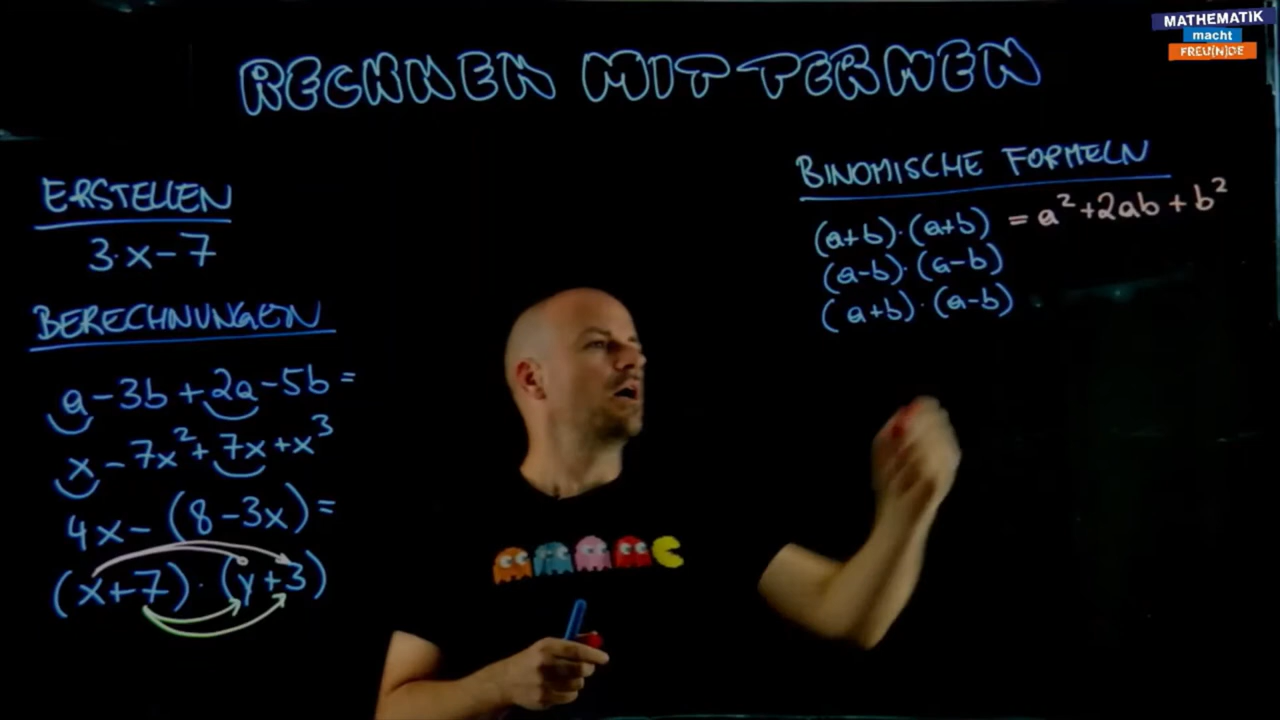 MATHEMATIK
macht
FREU(N)DE
RECHNEN MIT TERMEN
ERSTELLEN
3·x-7
BERECHNUNGEN
a-3b+2a-5b=
x-7x²+7x+x³
4x-(8-3x)=
(x+7)·(y+3)
BINOMISCHE FORMELN
(a+b)·(a+b) = a²+2ab+b²
(a-b)·(a-b)
(a+b)·(a-b)